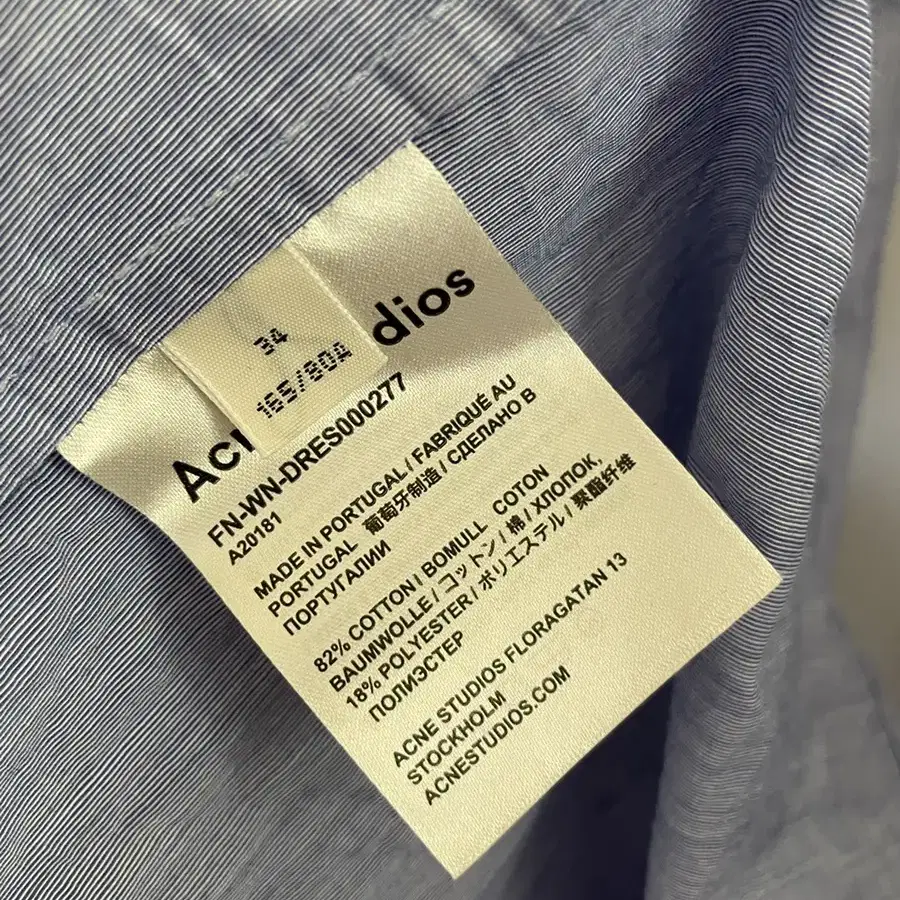 34
165/80A
Ac dios
FN-WN-DRES000277
A20181
MADE IN PORTUGAL / FABRIQUÉ AU
PORTUGAL 葡萄牙制造 / СДЕЛАНО В
ПОРТУГАЛИИ
82% COTTON / BOMULL COTON
BAUMWOLLE / コットン / 棉 / ХЛОПОК,
18% POLYESTER / ポリエステル / 聚酯纤维
ПОЛИЭСТЕР
ACNE STUDIOS FLORAGATAN 13
STOCKHOLM
ACNESTUDIOS.COM